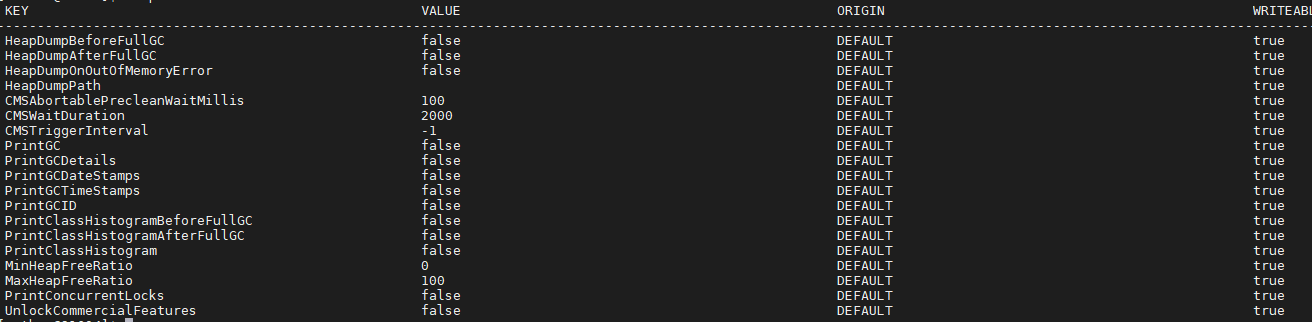 KEY VALUE ORIGIN WRITEABL
HeapDumpBeforeFullGC false DEFAULT true
HeapDumpAfterFullGC false DEFAULT true
HeapDumpOnOutOfMemoryError false DEFAULT true
HeapDumpPath DEFAULT true
CMSAbortablePrecleanWaitMillis 100 DEFAULT true
CMSWaitDuration 2000 DEFAULT true
CMSTriggerInterval -1 DEFAULT true
PrintGC false DEFAULT true
PrintGCDetails false DEFAULT true
PrintGCDateStamps false DEFAULT true
PrintGCTimeStamps false DEFAULT true
PrintGCID false DEFAULT true
PrintClassHistogramBeforeFullGC false DEFAULT true
PrintClassHistogramAfterFullGC false DEFAULT true
PrintClassHistogram false DEFAULT true
MinHeapFreeRatio 0 DEFAULT true
MaxHeapFreeRatio 100 DEFAULT true
PrintConcurrentLocks false DEFAULT true
UnlockCommercialFeatures false DEFAULT true